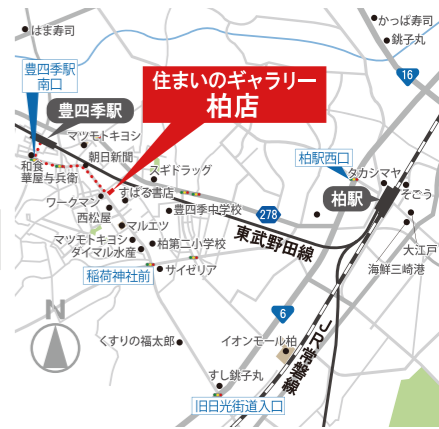 かっぱ寿司
はま寿司
銚子丸
16
豊四季駅
南口
住まいのギャラリー
柏店
豊四季駅
マツモトキヨシ
朝日新聞
スギドラッグ
柏駅西口
タカシマヤ
和食
華屋与兵衛
ワークマン
すばる書店
柏駅
そごう
西松屋
豊四季中学校
278
マルエツ
東武野田線
マツモトキヨシ
柏第二小学校
ダイマル水産
大江戸
サイゼリア
海鮮三崎港
稲荷神社前
N
6
JR常磐線
くすりの福太郎
イオンモール柏
すし銚子丸
旧日光街道入口